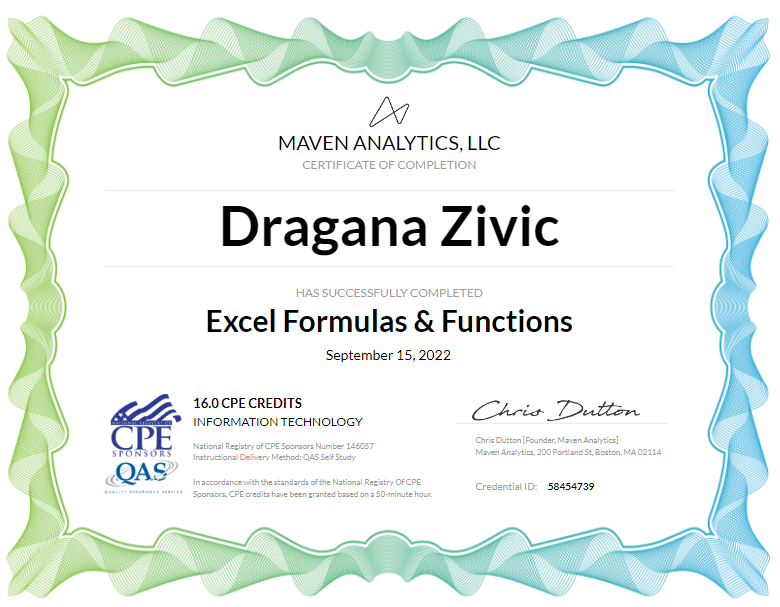 MAVEN ANALYTICS, LLC
CERTIFICATE OF COMPLETION
Dragana Zivic
HAS SUCCESSFULLY COMPLETED
Excel Formulas & Functions
September 15, 2022
NATIONAL REGISTRY OF
CPE
SPONSORS
QAS
QUALITY ASSURANCE SERVICE
16.0 CPE CREDITS
INFORMATION TECHNOLOGY
National Registry of CPE Sponsors Number 146057
Instructional Delivery Method: QAS Self Study
In accordance with the standards of the National Registry Of CPE
Sponsors, CPE credits have been granted based on a 50-minute hour.
Chris Dutton
Chris Dutton [Founder, Maven Analytics]
Maven Analytics, 200 Portland St, Boston, MA 02114
Credential ID: 58454739